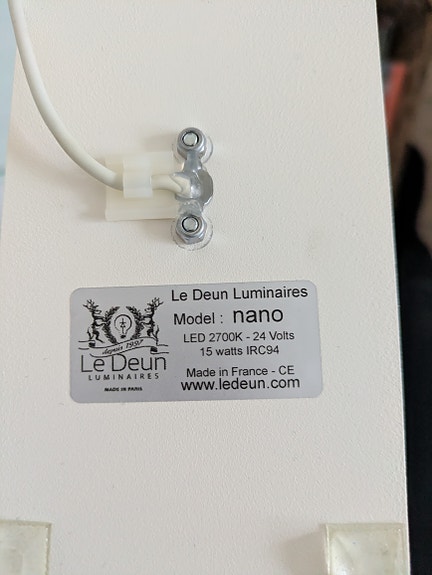 Le Deun Luminaires
Model : nano
LED 2700K - 24 Volts
15 watts IRC94
Made in France - CE
www.ledeun.com
depuis 1950
Le Deun
LUMINAIRES
MADE IN PARIS